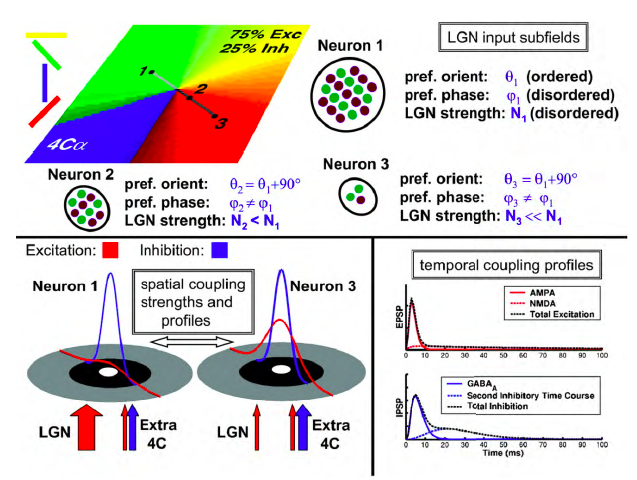 75% Exc
25% Inh
1
2
3
4Cα
LGN input subfields
Neuron 1
pref. orient: θ1 (ordered)
pref. phase: φ1 (disordered)
LGN strength: N1 (disordered)
Neuron 2
pref. orient: θ2 = θ1+90°
pref. phase: φ2 ≠ φ1
LGN strength: N2 < N1
Neuron 3
pref. orient: θ3 = θ1+90°
pref. phase: φ3 ≠ φ1
LGN strength: N3 << N1
Excitation: Inhibition:
Neuron 1
spatial coupling
strengths and
profiles
Neuron 3
LGN
Extra
4C
LGN
Extra
4C
temporal coupling profiles
EPSP
AMPA
NMDA
Total Excitation
0 10 20 30 40 50 60 70 80 90 100
IPSP
GABAA
Second Inhibitory Time Course
Total Inhibition
0 10 20 30 40 50 60 70 80 90 100
Time (ms)